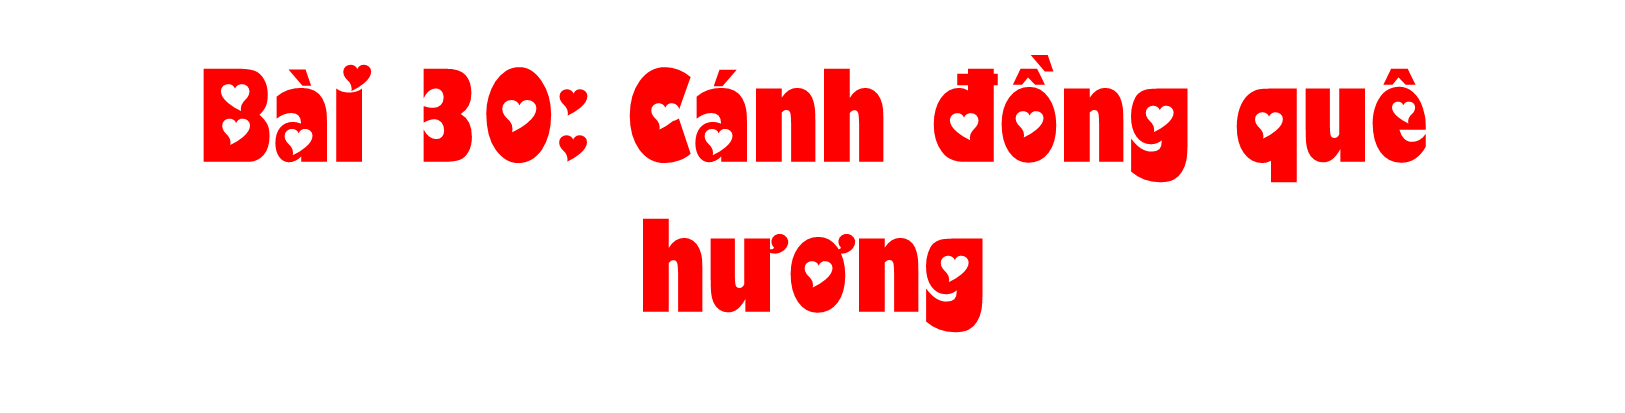 Bài 30: Cánh đồng quê
hương